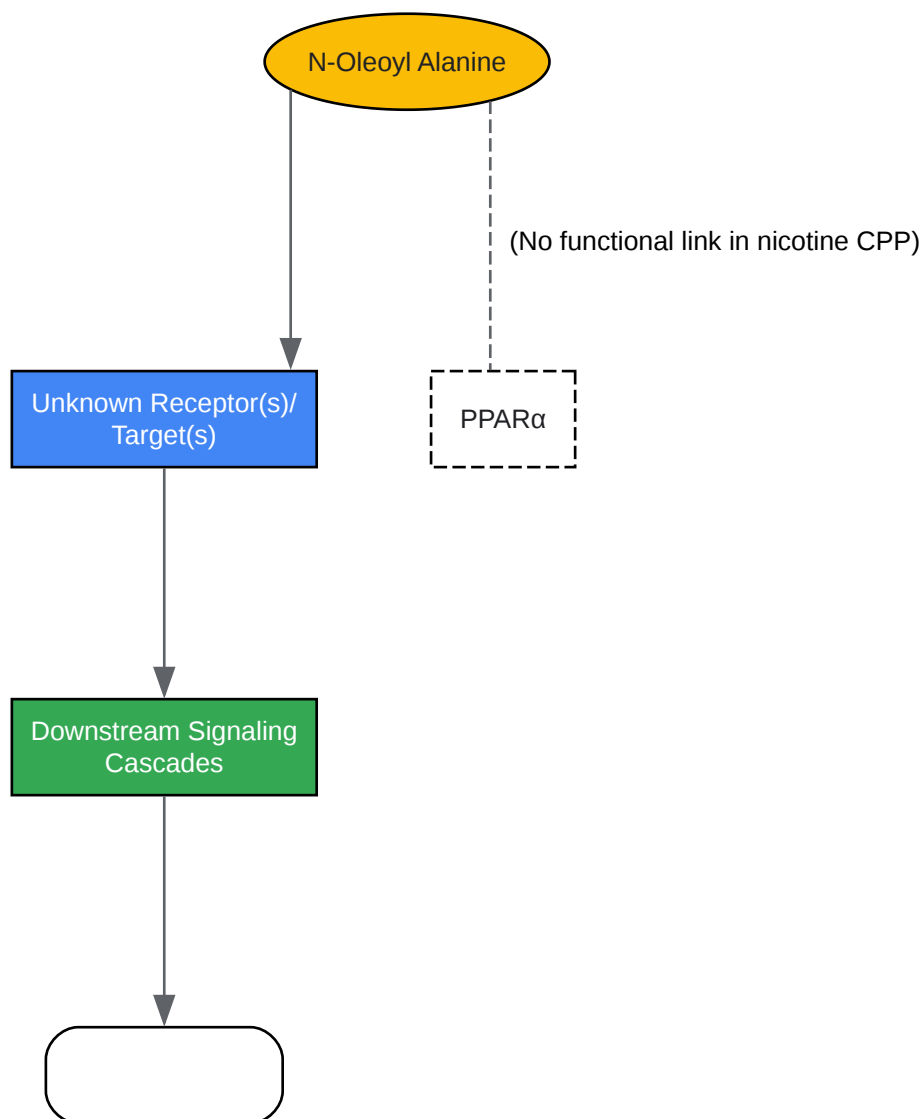 N-Oleoyl Alanine
(No functional link in nicotine CPP)
Unknown Receptor(s)/
Target(s)
PPARα
Downstream Signaling
Cascades